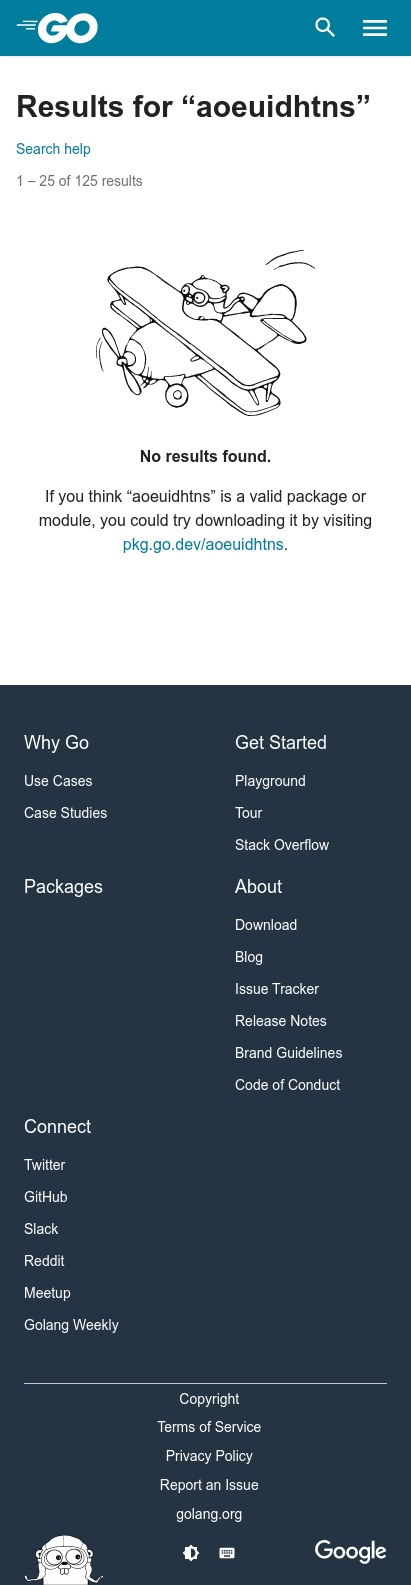 GO
Results for “aoeuidhtns”
Search help
1 – 25 of 125 results
No results found.
If you think “aoeuidhtns” is a valid package or
module, you could try downloading it by visiting
pkg.go.dev/aoeuidhtns.
Why Go
Use Cases
Case Studies
Get Started
Playground
Tour
Stack Overflow
Packages
About
Download
Blog
Issue Tracker
Release Notes
Brand Guidelines
Code of Conduct
Connect
Twitter
GitHub
Slack
Reddit
Meetup
Golang Weekly
Copyright
Terms of Service
Privacy Policy
Report an Issue
golang.org
Google